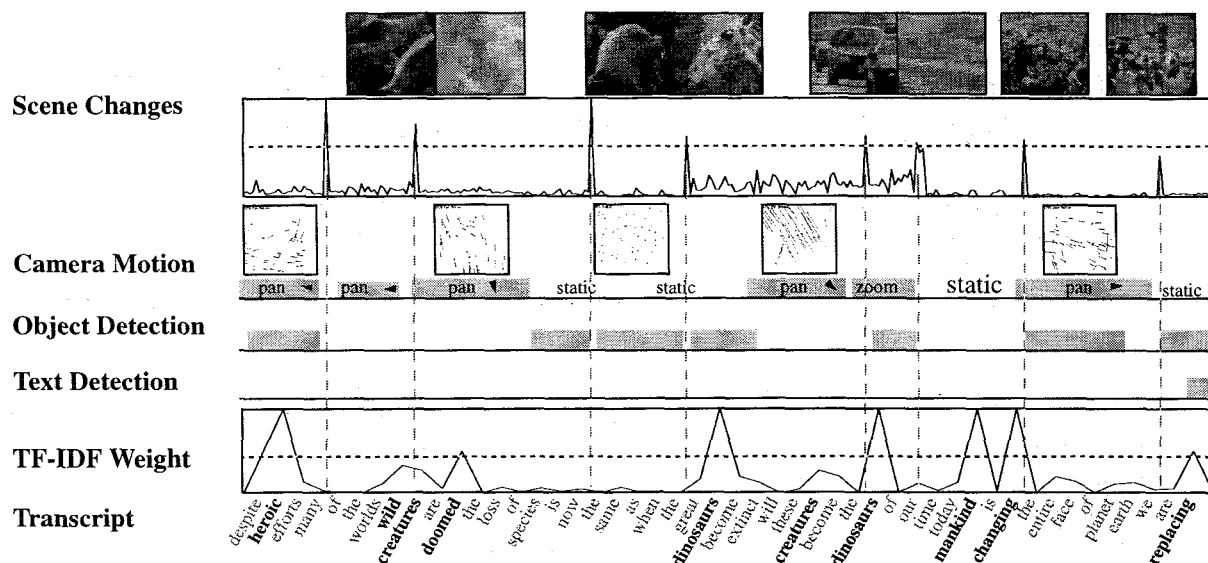 Scene Changes
Camera Motion
pan pan pan static static pan zoom static pan static
Object Detection
Text Detection
TF-IDF Weight
Transcript
despite heroic efforts many of the worlds wild creatures are doomed the loss of species is now the same as when the great dinosaurs become extinct will these creatures become the dinosaurs of our time today mankind is changing the entire face of planet earth we are replacing